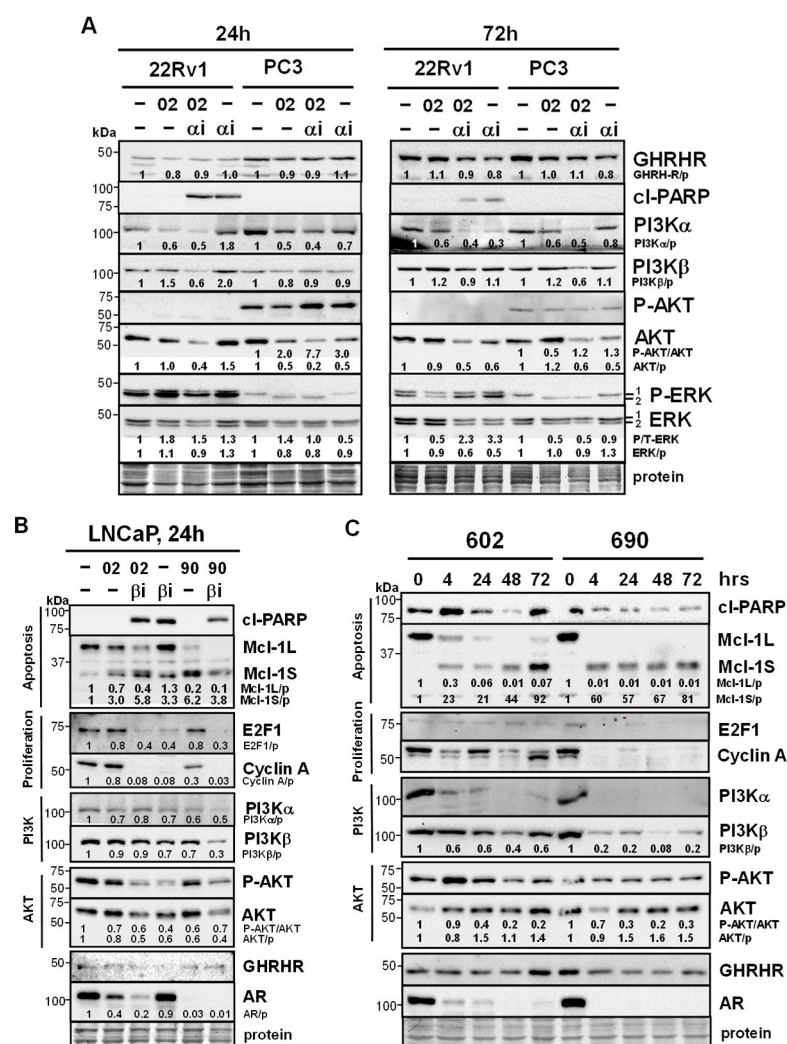 A
24h 72h
22Rv1 PC3 22Rv1 PC3
– 02 02 – – 02 02 – – 02 02 – – 02 02 –
kDa – – αi αi – – αi αi – – αi αi – – αi αi
50 GHRHR
1 0.8 0.9 1.0 1 0.9 0.9 1.1 1 1.1 0.9 0.8 1 1.0 1.1 0.8 GHRH-R/p
100
75 cl-PARP
100 PI3Kα
1 0.6 0.5 1.8 1 0.5 0.4 0.7 1 0.6 0.4 0.3 1 0.6 0.5 0.8 PI3Kα/p
100 PI3Kβ
1 1.5 0.6 2.0 1 0.8 0.9 0.9 1 1.2 0.9 1.1 1 1.2 0.6 1.1 PI3Kβ/p
75
50 P-AKT
75
50 AKT
1 2.0 7.7 3.0 1 0.5 1.2 1.3 P-AKT/AKT
1 1.0 0.4 1.5 1 0.5 0.2 0.5 1 0.9 0.5 0.6 1 1.2 0.6 0.5 AKT/p
50 1 2 P-ERK
50 1 2 ERK
1 1.8 1.5 1.3 1 1.4 1.0 0.5 1 0.5 2.3 3.3 1 0.5 0.5 0.9 P/T-ERK
1 1.1 0.9 1.3 1 0.8 0.8 0.9 1 0.9 0.6 0.5 1 1.0 0.9 1.3 ERK/p
protein
B
LNCaP, 24h
– 02 02 – 90 90
– – βi βi – βi
kDa
Apoptosis
100
75 cl-PARP
Mcl-1L
37
Mcl-1S
1 0.7 0.4 1.3 0.2 0.1 Mcl-1L/p
1 3.0 5.8 3.3 6.2 3.8 Mcl-1S/p
Proliferation
75 E2F1
1 0.8 0.4 0.4 0.8 0.3 E2F1/p
50 Cyclin A
1 0.8 0.08 0.08 0.3 0.03 Cyclin A/p
PI3K
100 PI3Kα
1 0.7 0.8 0.7 0.6 0.5 PI3Kα/p
100 PI3Kβ
1 0.9 0.9 0.7 0.7 0.3 PI3Kβ/p
AKT
75
50 P-AKT
75
50 AKT
1 0.7 0.6 0.4 0.6 0.7 P-AKT/AKT
1 0.8 0.5 0.6 0.6 0.4 AKT/p
GHRHR
100 AR
1 0.4 0.2 0.9 0.03 0.01 AR/p
protein
C
602 690
0 4 24 48 72 0 4 24 48 72 hrs
kDa
Apoptosis
100
75 cl-PARP
Mcl-1L
37
Mcl-1S
1 0.3 0.06 0.01 0.07 1 0.01 0.01 0.01 0.01 Mcl-1L/p
1 23 21 44 92 1 60 57 67 81 Mcl-1S/p
Proliferation
75 E2F1
50 Cyclin A
PI3K
100 PI3Kα
100 PI3Kβ
1 0.6 0.6 0.4 0.6 1 0.2 0.2 0.08 0.2 PI3Kβ/p
AKT
75
50 P-AKT
75
50 AKT
1 0.9 0.4 0.2 0.2 1 0.7 0.3 0.2 0.3 P-AKT/AKT
1 0.8 1.5 1.1 1.4 1 0.9 1.5 1.6 1.5 AKT/p
50 GHRHR
100 AR
protein